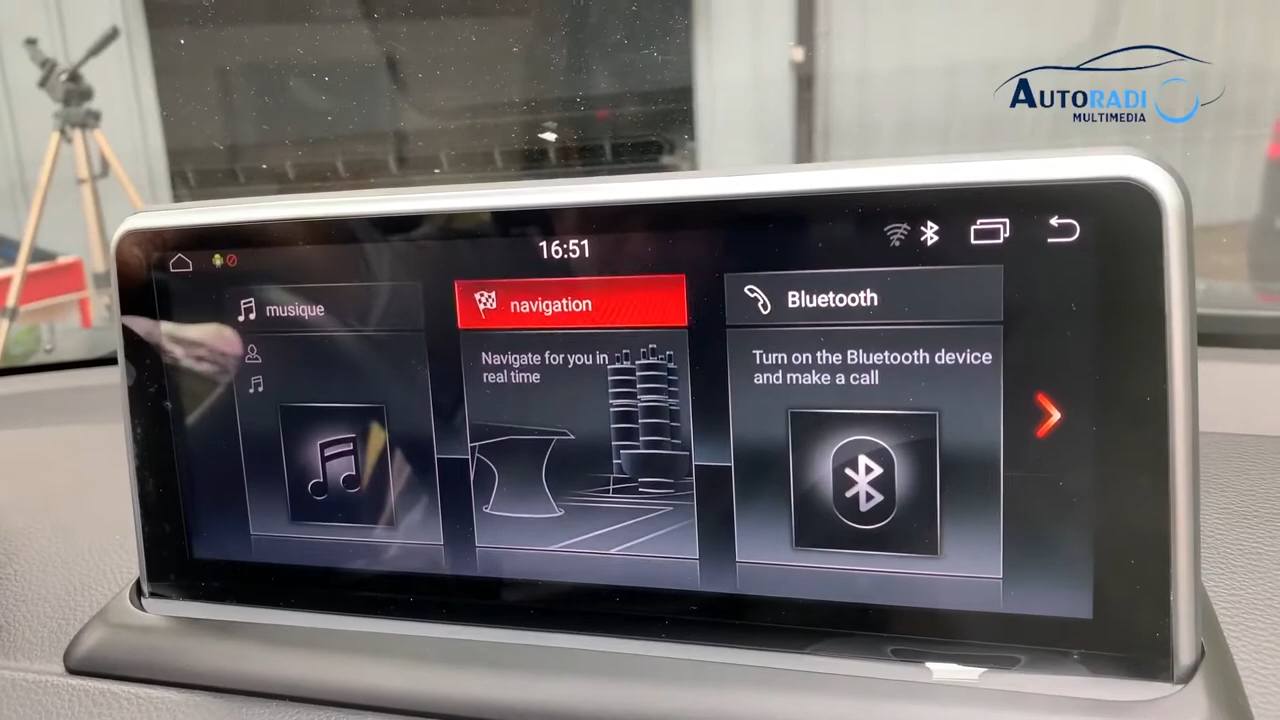 AUTORADIO
MULTIMEDIA
16:51
musique
navigation
Bluetooth
Navigate for you in
real time
Turn on the Bluetooth device
and make a call